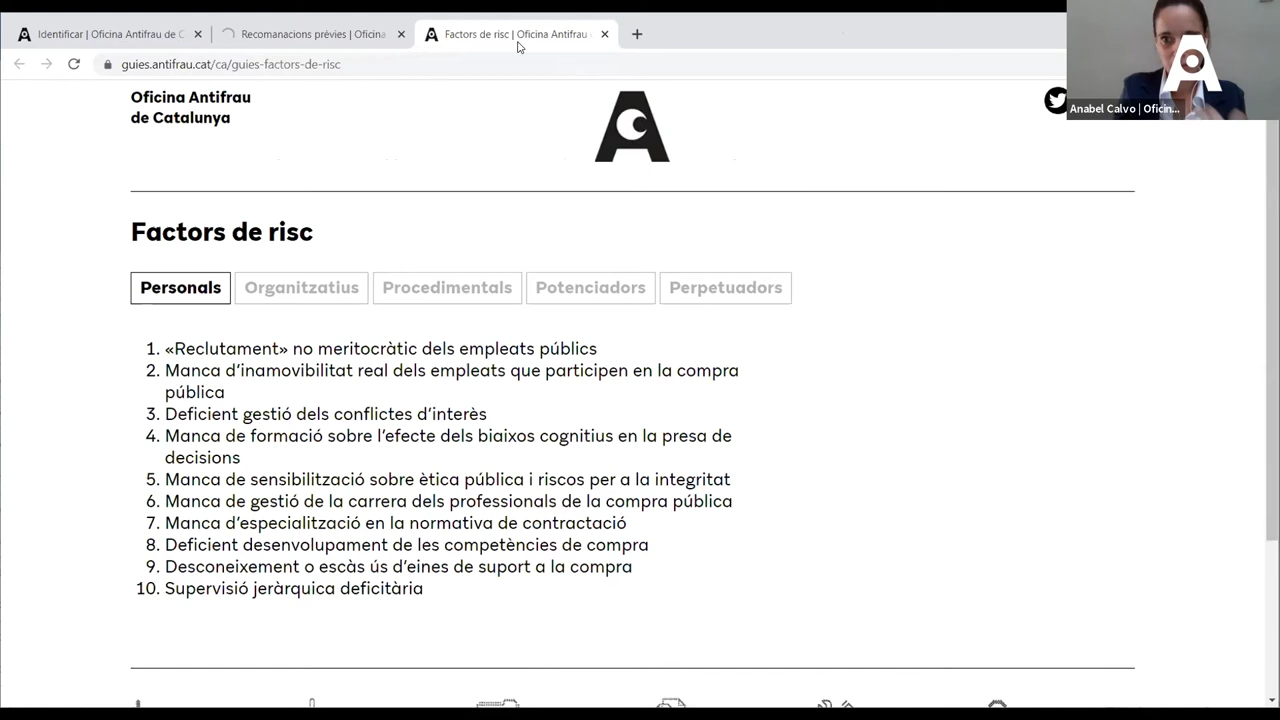 Identificar | Oficina Antifrau de C
Recomanacions prèvies | Oficina
Factors de risc | Oficina Antifrau
guies.antifrau.cat/ca/guies-factors-de-risc
Anabel Calvo | Oficin...
Oficina Antifrau
de Catalunya
Factors de risc
Personals
Organitzatius
Procedimentals
Potenciadors
Perpetuadors
1. «Reclutament» no meritocràtic dels empleats públics
2. Manca d'inamovibilitat real dels empleats que participen en la compra
pública
3. Deficient gestió dels conflictes d'interès
4. Manca de formació sobre l'efecte dels biaixos cognitius en la presa de
decisions
5. Manca de sensibilització sobre ètica pública i riscos per a la integritat
6. Manca de gestió de la carrera dels professionals de la compra pública
7. Manca d'especialització en la normativa de contractació
8. Deficient desenvolupament de les competències de compra
9. Desconeixement o escàs ús d'eines de suport a la compra
10. Supervisió jeràrquica deficitària